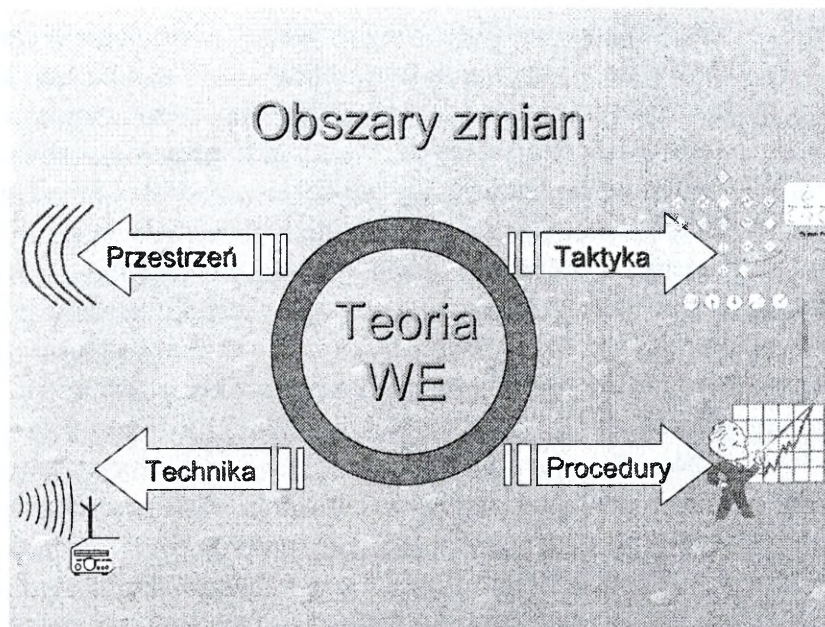 Obszary zmian
Przestrzeń
Taktyka
Teoria
WE
Technika
Procedury